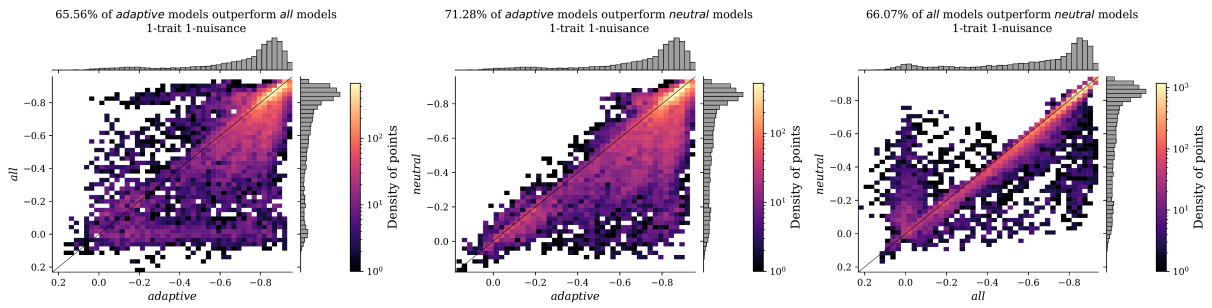 65.56% of adaptive models outperform all models
1-trait 1-nuisance
−0.8
−0.6
−0.4
−0.2
0.0
0.2
all
0.2
0.0
−0.2
−0.4
−0.6
−0.8
adaptive
10²
10¹
10⁰
Density of points
71.28% of adaptive models outperform neutral models
1-trait 1-nuisance
−0.8
−0.6
−0.4
−0.2
0.0
neutral
0.0
−0.2
−0.4
−0.6
−0.8
adaptive
10²
10¹
10⁰
Density of points
66.07% of all models outperform neutral models
1-trait 1-nuisance
−0.8
−0.6
−0.4
−0.2
0.0
0.2
neutral
0.2
0.0
−0.2
−0.4
−0.6
−0.8
all
10³
10²
10¹
10⁰
Density of points